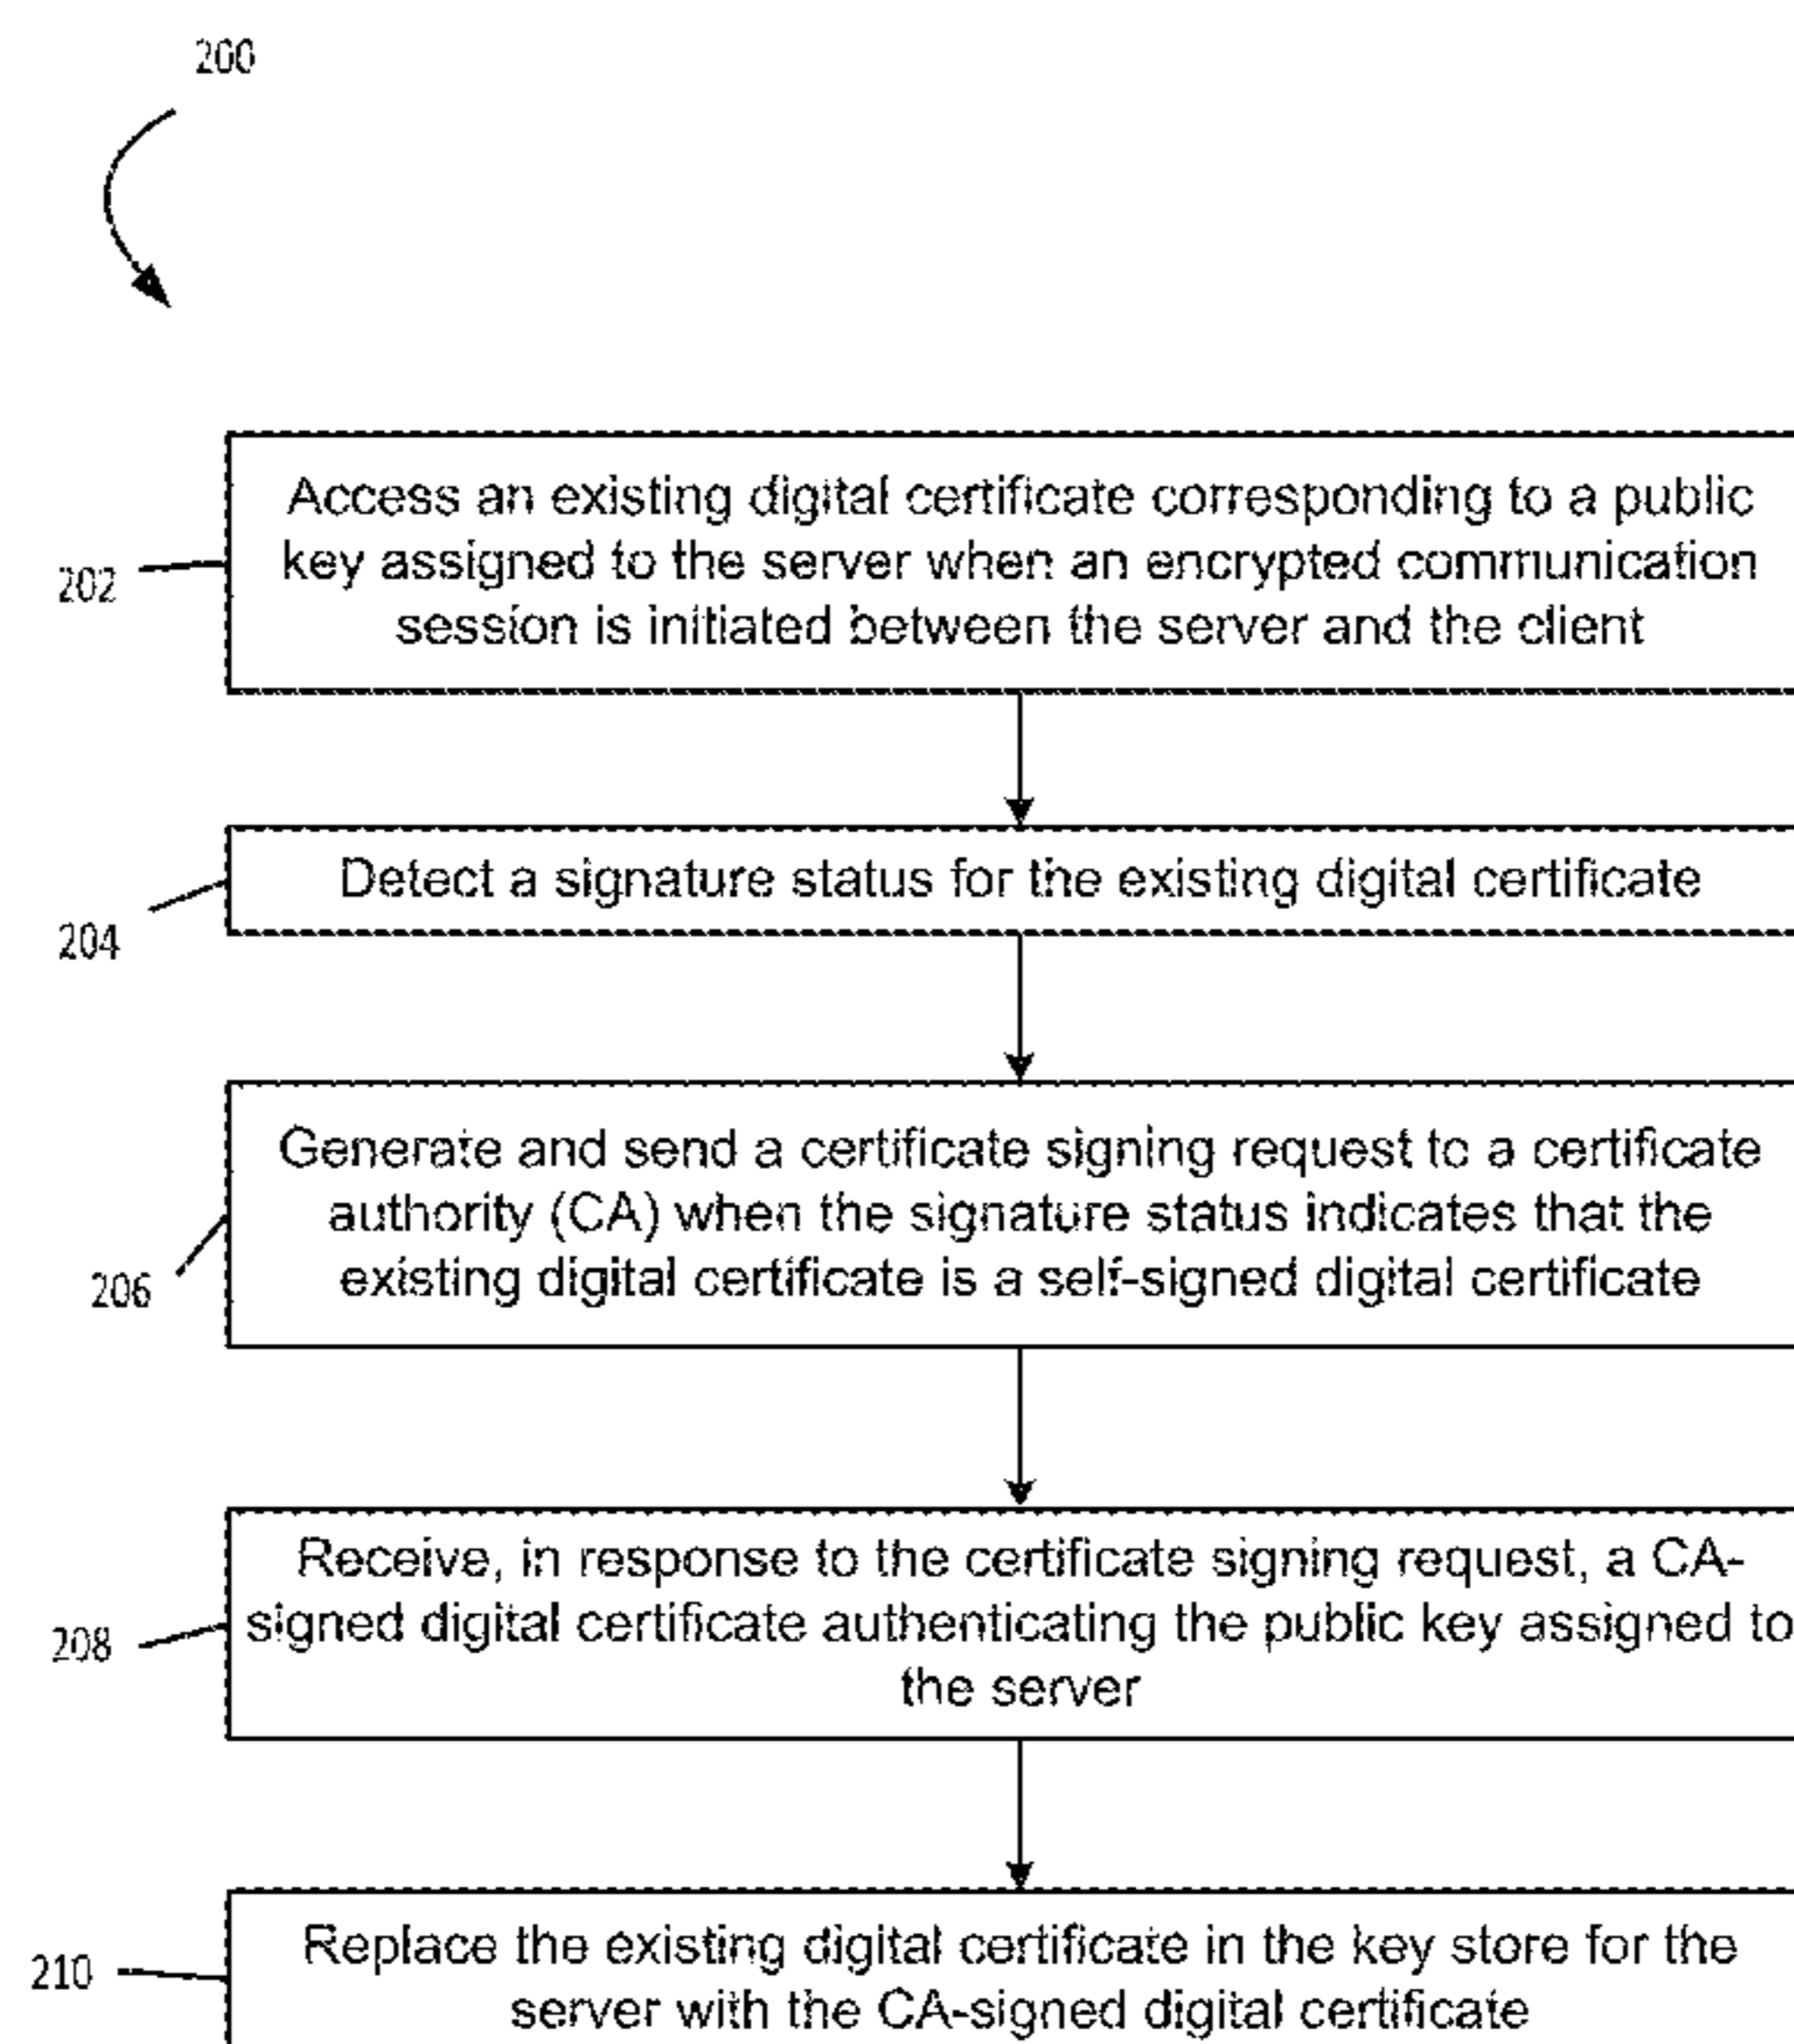 200
202
Access an existing digital certificate corresponding to a public
key assigned to the server when an encrypted communication
session is initiated between the server and the client
204
Detect a signature status for the existing digital certificate
206
Generate and send a certificate signing request to a certificate
authority (CA) when the signature status indicates that the
existing digital certificate is a self-signed digital certificate
208
Receive, in response to the certificate signing request, a CA-
signed digital certificate authenticating the public key assigned to
the server
210
Replace the existing digital certificate in the key store for the
server with the CA-signed digital certificate